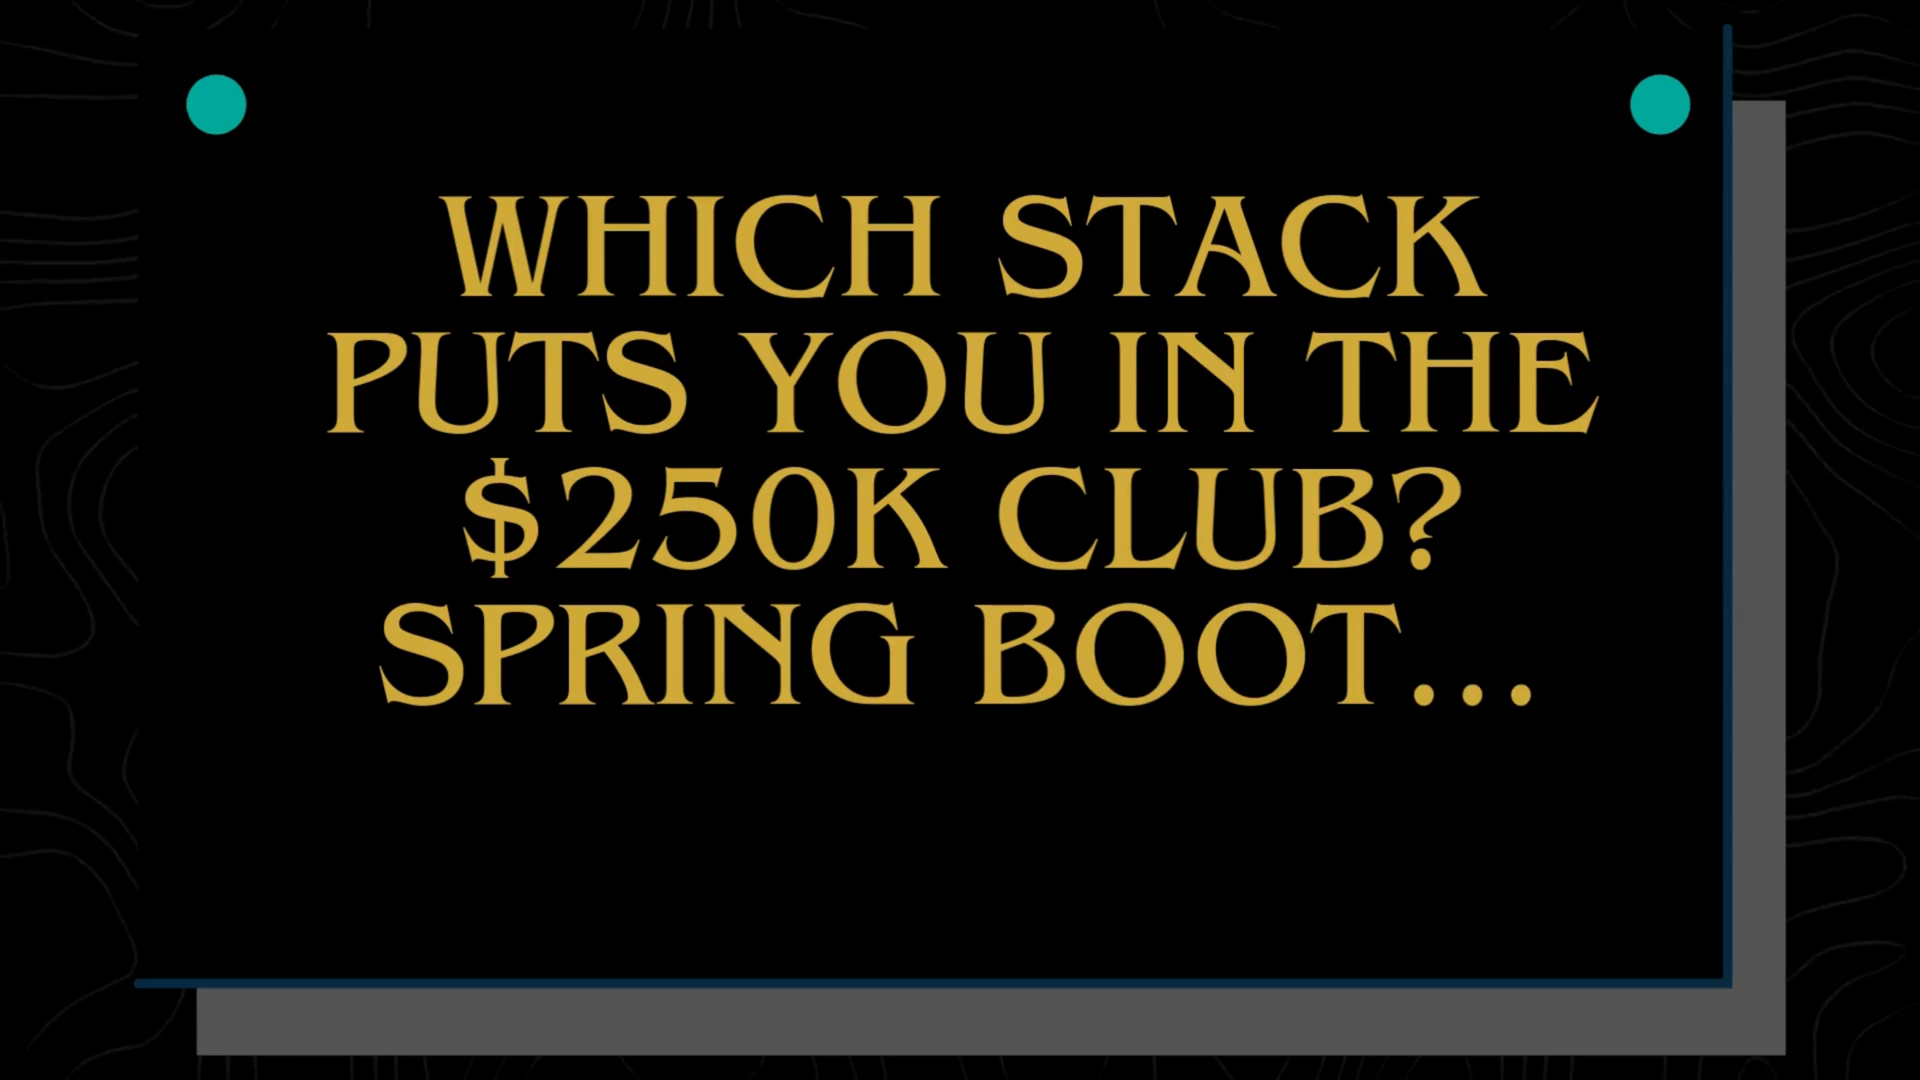 WHICH STACK
PUTS YOU IN THE
$250K CLUB?
SPRING BOOT...